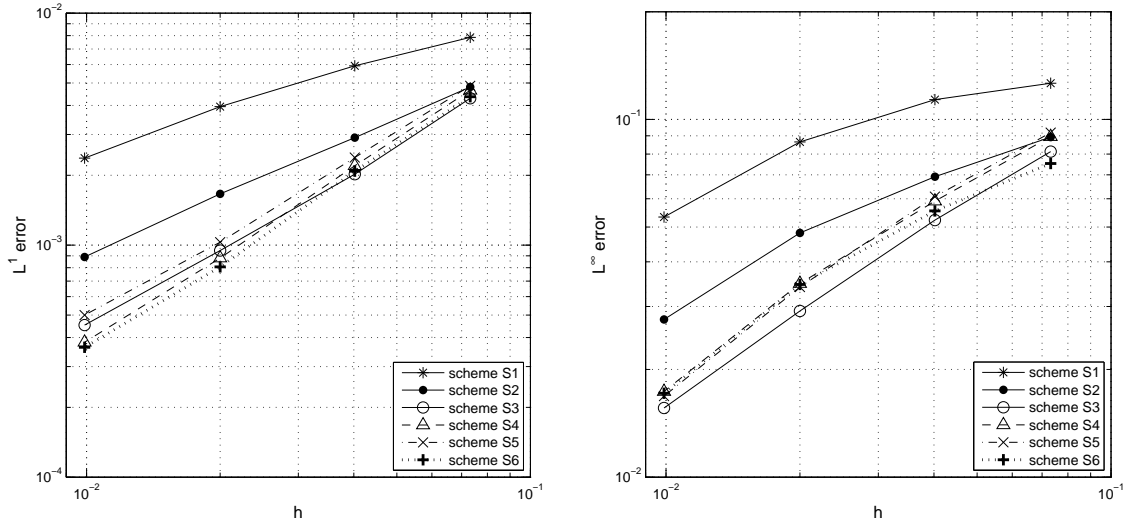 10⁻²
10⁻³
10⁻⁴
L¹ error
10⁻²
10⁻¹
h
scheme S1
scheme S2
scheme S3
scheme S4
scheme S5
scheme S6
10⁻¹
10⁻²
L∞ error
10⁻²
10⁻¹
h
scheme S1
scheme S2
scheme S3
scheme S4
scheme S5
scheme S6